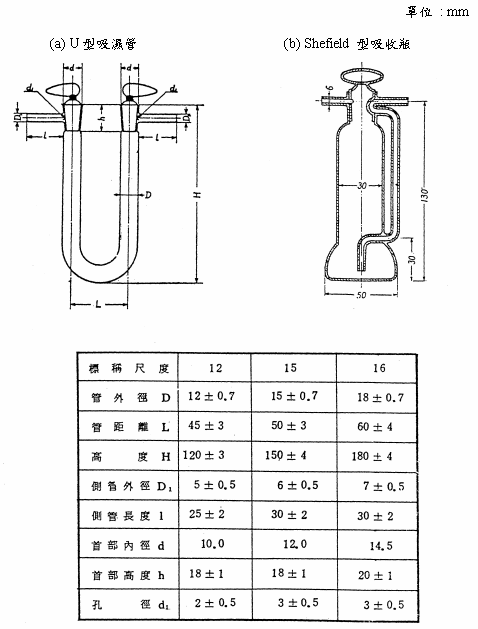 單位 : mm
(a) U 型吸濕管
(b) Shefield 型吸收瓶
d d
d₁ d₁
D₁ h D₁
l l
D H
L
6
30
130
30
50
標稱尺度 12 15 16
管外徑 D 12 ± 0.7 15 ± 0.7 18 ± 0.7
管距離 L 45 ± 3 50 ± 3 60 ± 4
高度 H 120 ± 3 150 ± 4 180 ± 4
側管外徑 D₁ 5 ± 0.5 6 ± 0.5 7 ± 0.5
側管長度 l 25 ± 2 30 ± 2 30 ± 2
首部內徑 d 10.0 12.0 14.5
首部高度 h 18 ± 1 18 ± 1 20 ± 1
孔徑 d₁ 2 ± 0.5 3 ± 0.5 3 ± 0.5